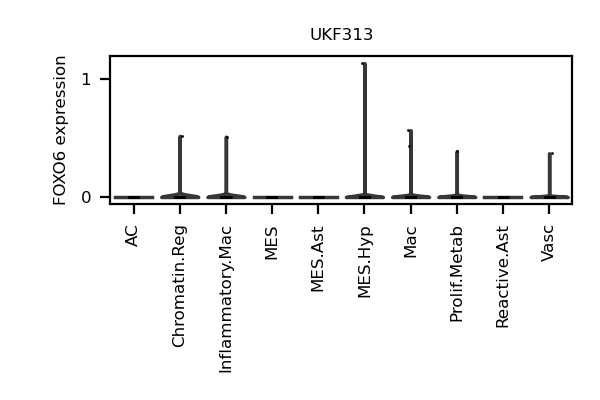 UKF313
FOXO6 expression
1
0
AC
Chromatin.Reg
Inflammatory.Mac
MES
MES.Ast
MES.Hyp
Mac
Prolif.Metab
Reactive.Ast
Vasc